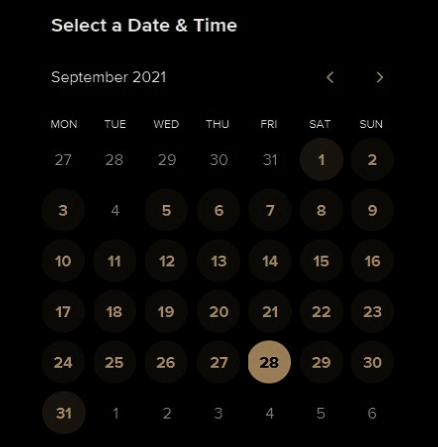 Select a Date & Time
September 2021
MON TUE WED THU FRI SAT SUN
27 28 29 30 31 1 2
3 4 5 6 7 8 9
10 11 12 13 14 15 16
17 18 19 20 21 22 23
24 25 26 27 28 29 30
31 1 2 3 4 5 6